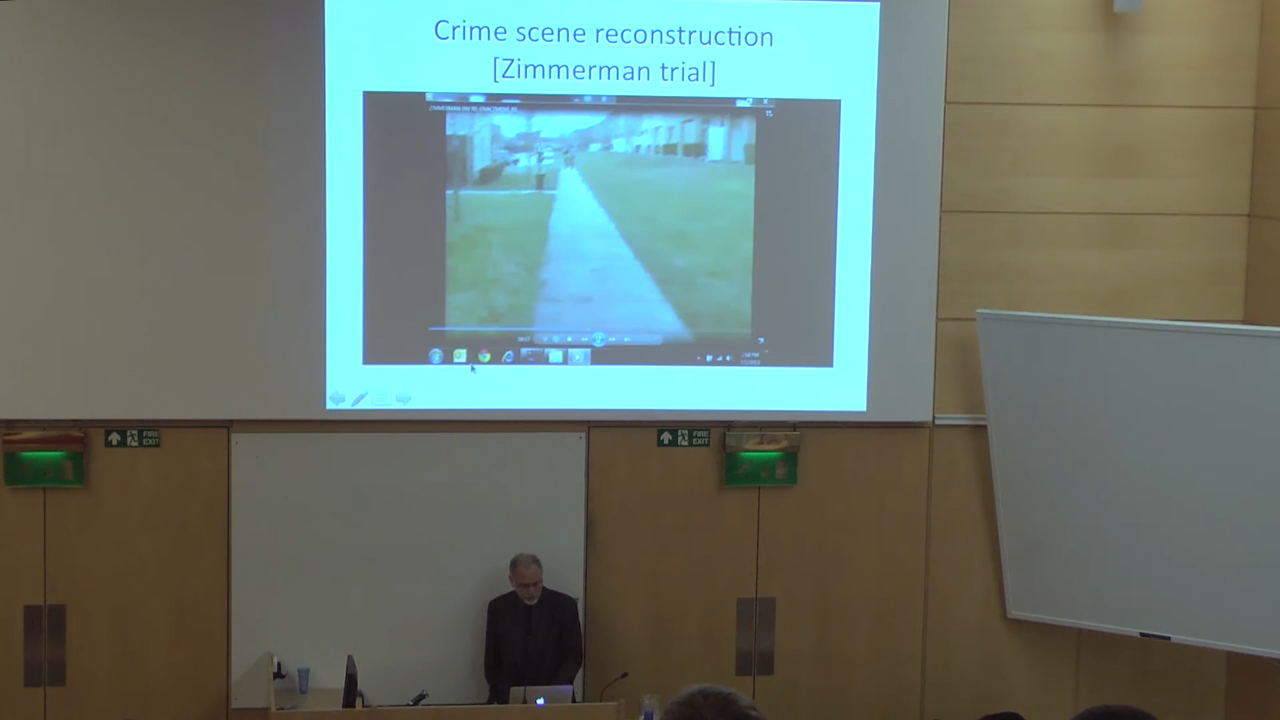 Crime scene reconstruction
[Zimmerman trial]
FIRE
EXIT
FIRE
EXIT